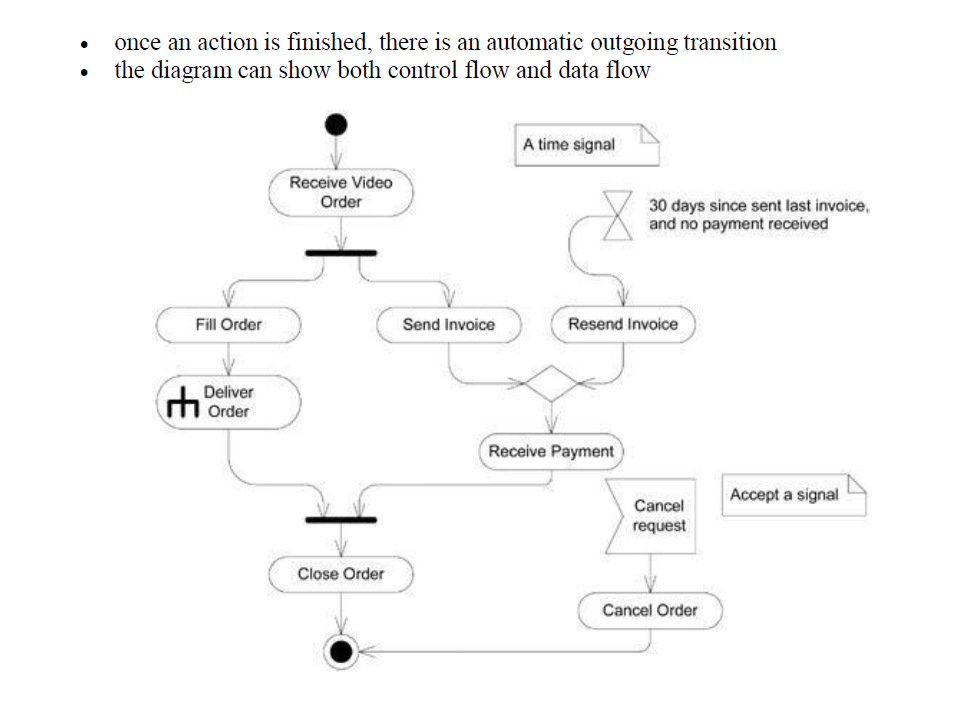 • once an action is finished, there is an automatic outgoing transition
• the diagram can show both control flow and data flow
A time signal
Receive Video
Order
30 days since sent last invoice,
and no payment received
Fill Order
Send Invoice
Resend Invoice
Deliver
Order
Receive Payment
Cancel
request
Accept a signal
Close Order
Cancel Order